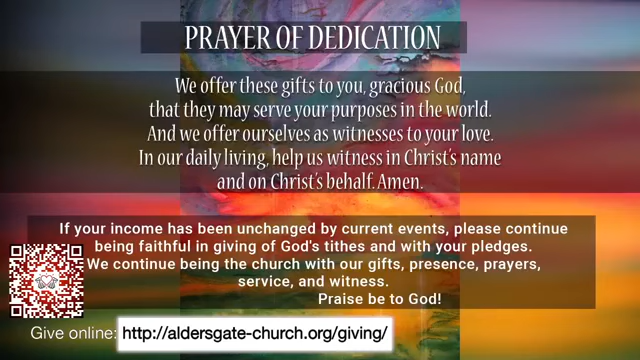 PRAYER OF DEDICATION
We offer these gifts to you, gracious God,
that they may serve your purposes in the world.
And we offer ourselves as witnesses to your love.
In our daily living, help us witness in Christ's name
and on Christ's behalf. Amen.
If your income has been unchanged by current events, please continue
being faithful in giving of God's tithes and with your pledges.
We continue being the church with our gifts, presence, prayers,
service, and witness.
Praise be to God!
Give online: http://aldersgate-church.org/giving/